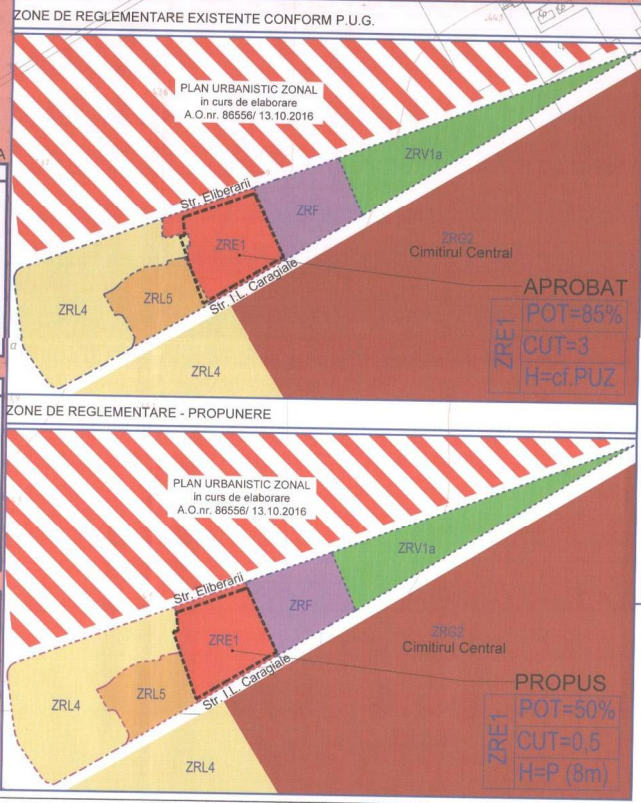 ZONE DE REGLEMENTARE EXISTENTE CONFORM P.U.G.
PLAN URBANISTIC ZONAL
in curs de elaborare
A.O.nr. 86556/ 13.10.2016
ZRV1a
Str. Eliberarii
ZRF
ZRE1
ZRG2
Cimitirul Central
ZRL4
ZRL5
Str. I.L. Caragiale
ZRL4
APROBAT
ZRE1
POT=85%
CUT=3
H=cf.PUZ
ZONE DE REGLEMENTARE - PROPUNERE
PLAN URBANISTIC ZONAL
in curs de elaborare
A.O.nr. 86556/ 13.10.2016
ZRV1a
Str. Eliberarii
ZRF
ZRE1
ZRG2
Cimitirul Central
ZRL4
ZRL5
Str. I.L. Caragiale
ZRL4
PROPUS
ZRE1
POT=50%
CUT=0.5
H=P (8m)